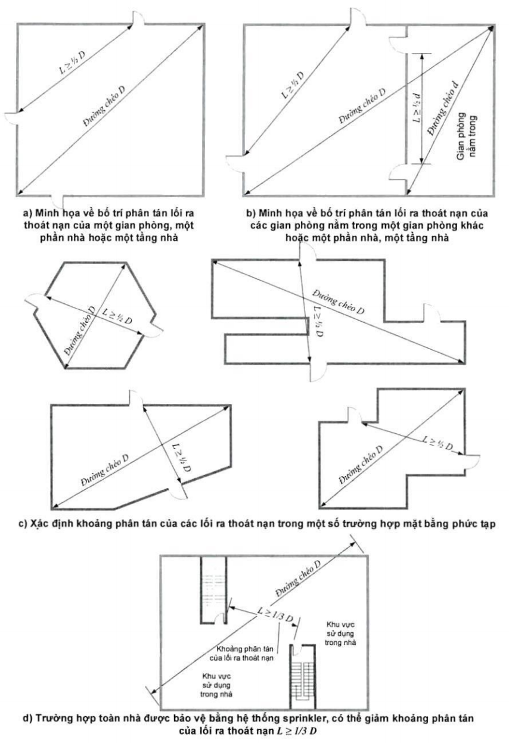 L ≥ ½ D
Đường chéo D
L ≥ ½ D
Đường chéo D
L ≥ ½ d
Đường chéo d
Gian phòng
nằm trong
a) Minh họa về bố trí phân tán lối ra
thoát nạn của một gian phòng, một
phần nhà hoặc một tầng nhà
b) Minh họa về bố trí phân tán lối ra thoát nạn của
các gian phòng nằm trong một gian phòng khác
hoặc một phần nhà, một tầng nhà
Đường chéo D
L ≥ ½ D
Đường chéo D
L ≥ ½ D
Đường chéo D
L ≥ ½ D
Đường chéo D
L ≥ ½ D
c) Xác định khoảng phân tán của các lối ra thoát nạn trong một số trường hợp mặt bằng phức tạp
Đường chéo D
L ≥ 1/3 D
Khoảng phân tán
của lối ra thoát nạn
Khu vực
sử dụng
trong nhà
Khu vực
sử dụng
trong nhà
d) Trường hợp toàn nhà được bảo vệ bằng hệ thống sprinkler, có thể giảm khoảng phân tán
của lối ra thoát nạn L ≥ 1/3 D